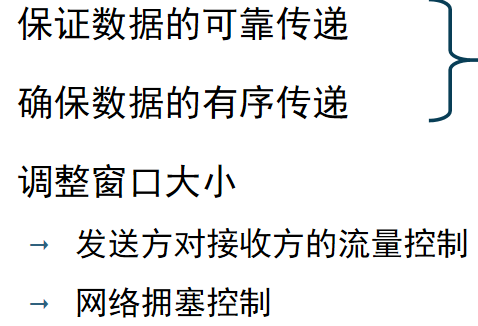 保证数据的可靠传递
确保数据的有序传递
调整窗口大小
→ 发送方对接收方的流量控制
→ 网络拥塞控制